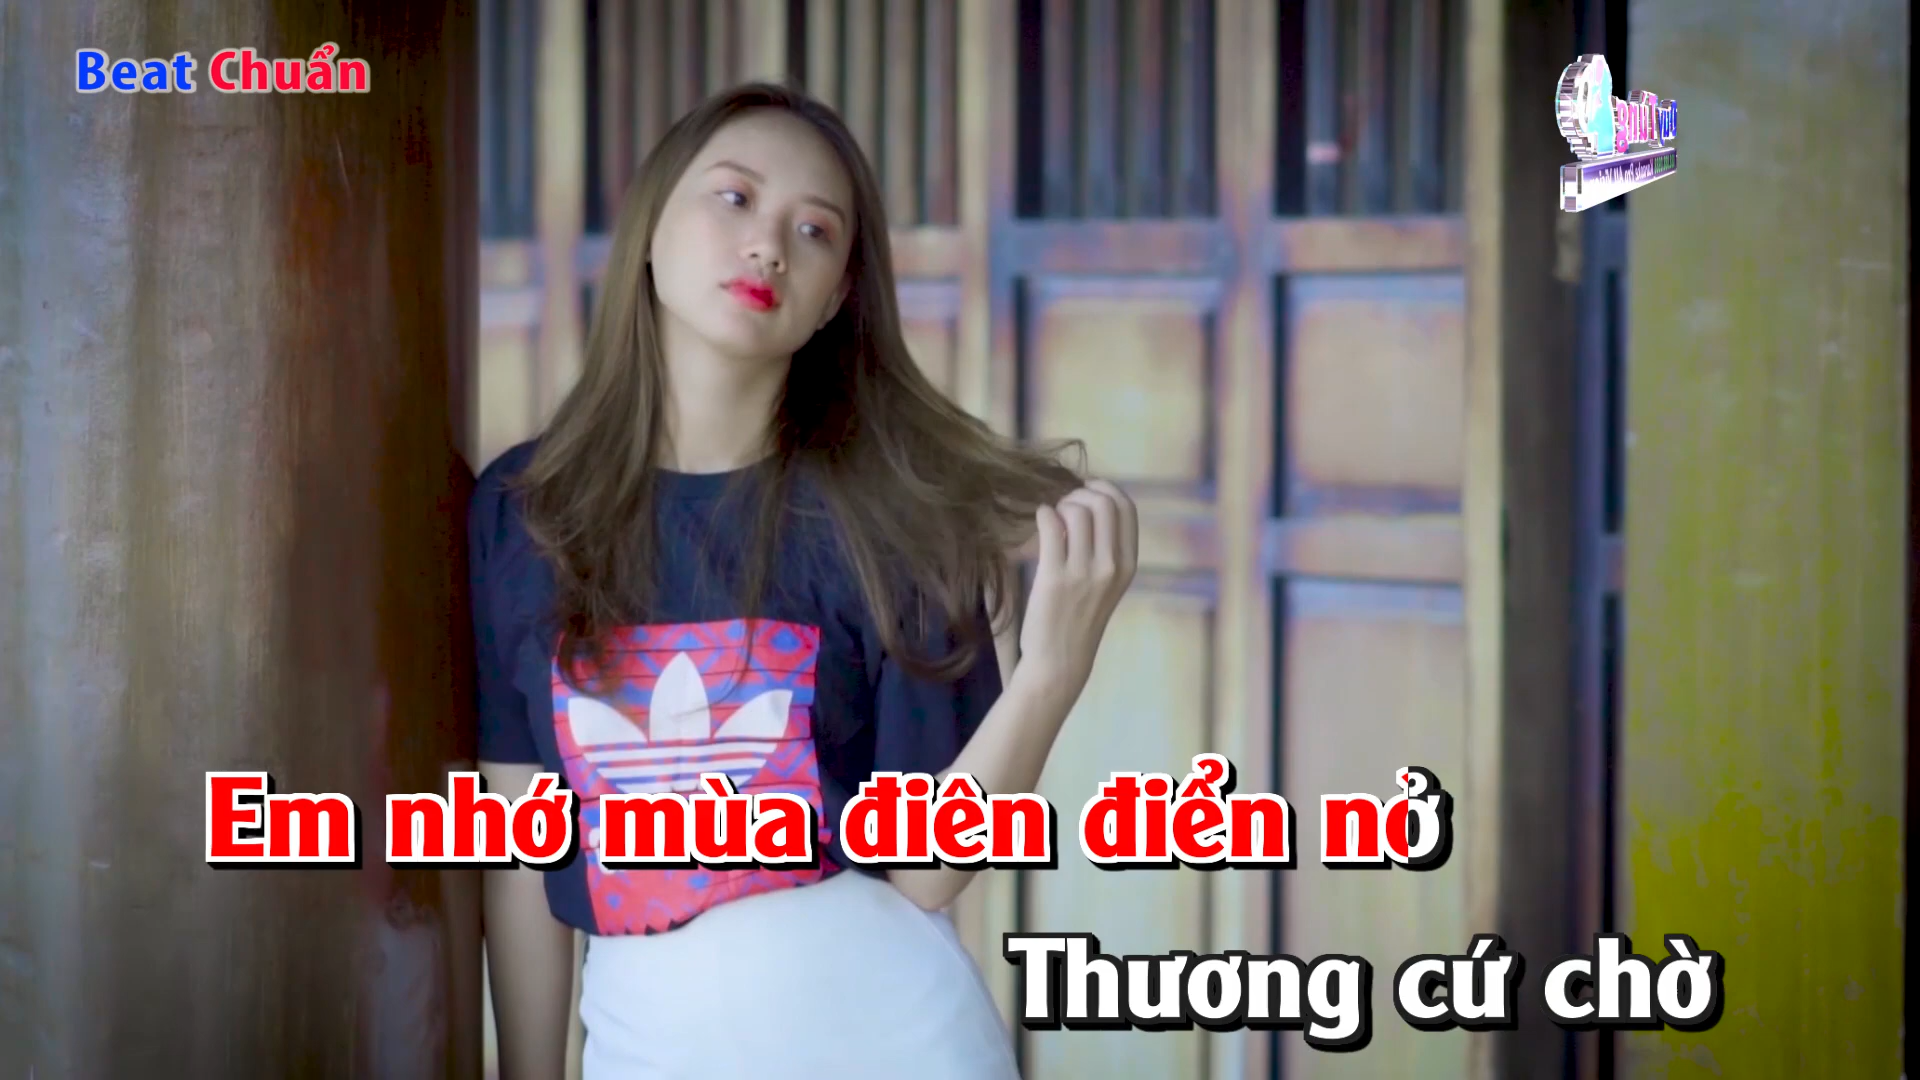 Beat Chuẩn
Em nhớ mùa điên điển nở
Thương cứ chờ